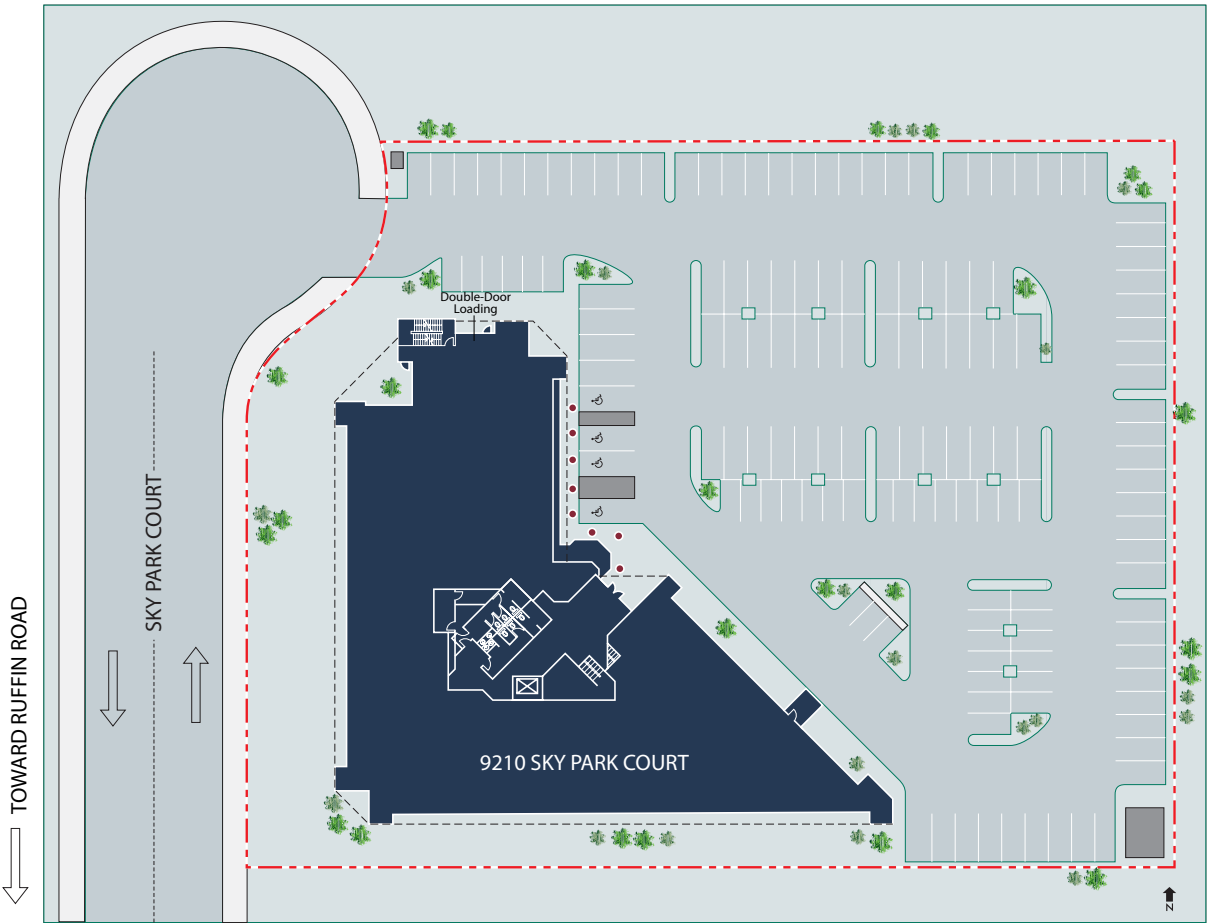 Double-Door
Loading
SKY PARK COURT
TOWARD RUFFIN ROAD
9210 SKY PARK COURT
N